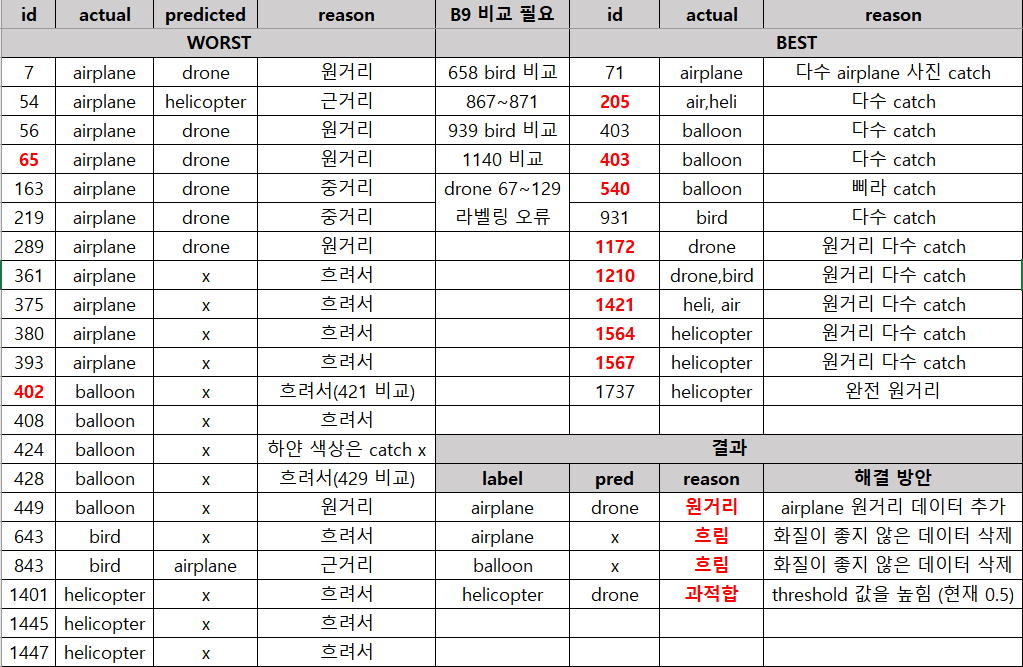 id actual predicted reason B9 비교 필요 id actual reason
WORST BEST
7 airplane drone 원거리 658 bird 비교 71 airplane 다수 airplane 사진 catch
54 airplane helicopter 근거리 867~871 205 air,heli 다수 catch
56 airplane drone 원거리 939 bird 비교 403 balloon 다수 catch
65 airplane drone 원거리 1140 비교 403 balloon 다수 catch
163 airplane drone 중거리 drone 67~129 540 balloon 삐라 catch
219 airplane drone 중거리 라벨링 오류 931 bird 다수 catch
289 airplane drone 원거리 1172 drone 원거리 다수 catch
361 airplane x 흐려서 1210 drone,bird 원거리 다수 catch
375 airplane x 흐려서 1421 heli, air 원거리 다수 catch
380 airplane x 흐려서 1564 helicopter 원거리 다수 catch
393 airplane x 흐려서 1567 helicopter 원거리 다수 catch
402 balloon x 흐려서(421 비교) 1737 helicopter 완전 원거리
408 balloon x 흐려서
424 balloon x 하얀 색상은 catch x 결과
428 balloon x 흐려서(429 비교) label pred reason 해결 방안
449 balloon x 원거리 airplane drone 원거리 airplane 원거리 데이터 추가
643 bird x 흐려서 airplane x 흐림 화질이 좋지 않은 데이터 삭제
843 bird airplane 근거리 balloon x 흐림 화질이 좋지 않은 데이터 삭제
1401 helicopter x 흐려서 helicopter drone 과적합 threshold 값을 높힘 (현재 0.5)
1445 helicopter x 흐려서
1447 helicopter x 흐려서